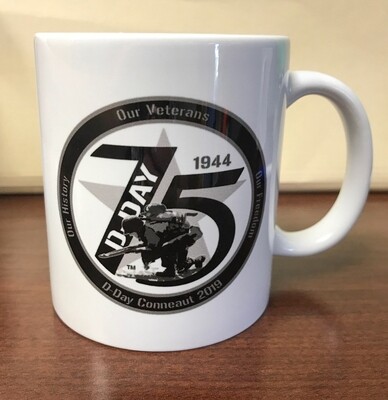 Our Veterans
Our History
Our Freedom
75
1944
D-DAY
TM
D-Day Conneaut 2019